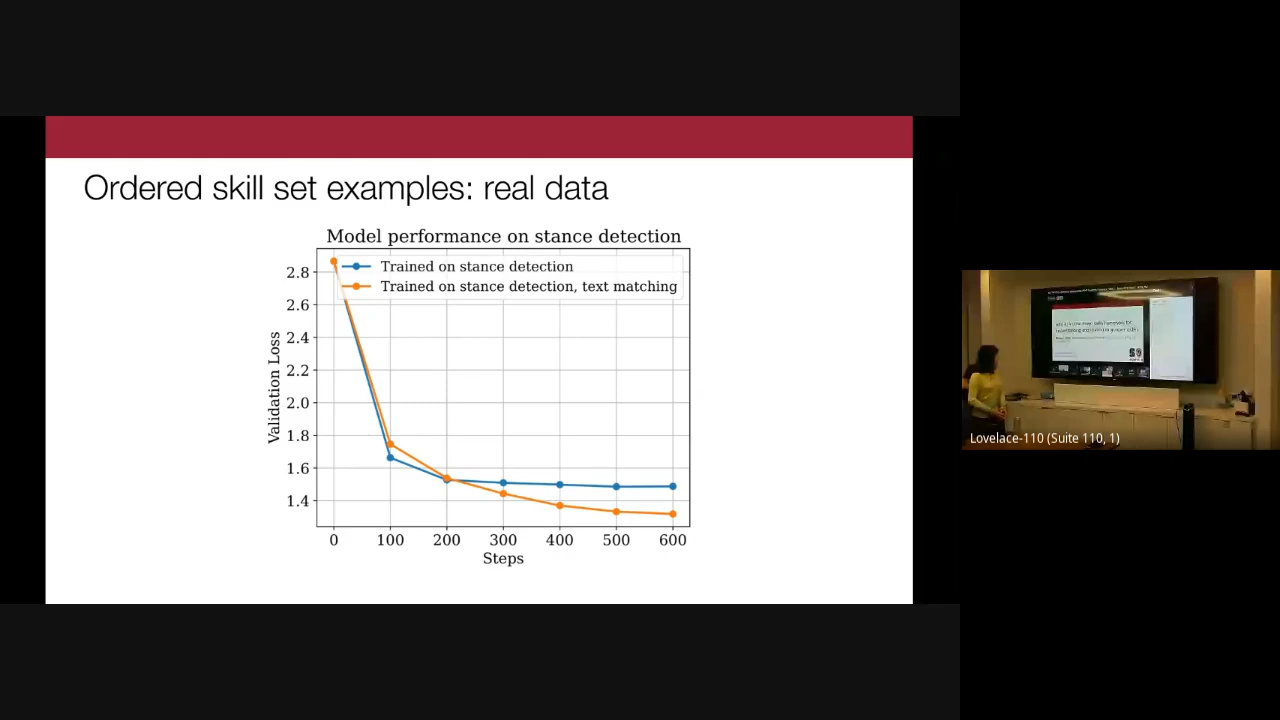 Ordered skill set examples: real data
Model performance on stance detection
Trained on stance detection
Trained on stance detection, text matching
Validation Loss
2.8
2.6
2.4
2.2
2.0
1.8
1.6
1.4
0 100 200 300 400 500 600
Steps
Lovelace-110 (Suite 110, 1)